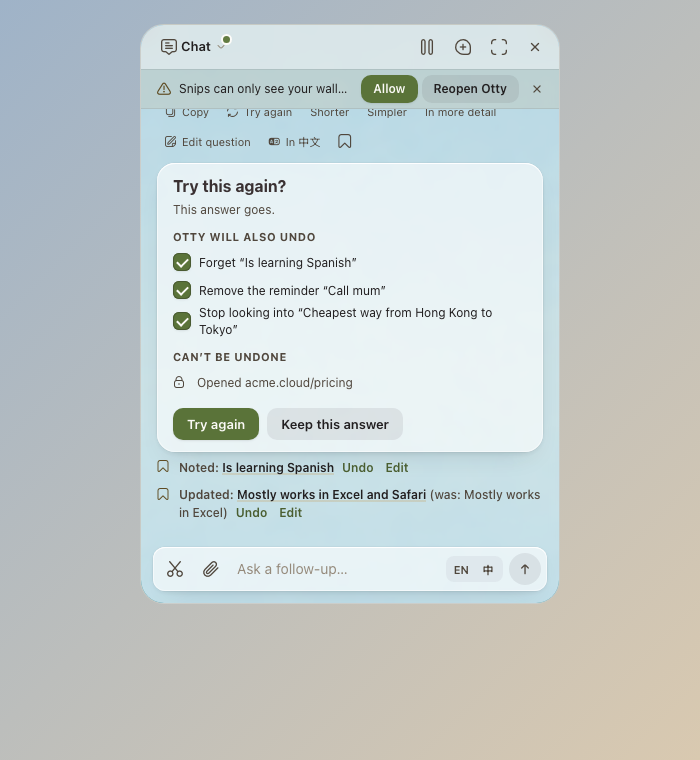 Chat
Snips can only see your wall... Allow Reopen Otty
Copy Try again Shorter Simpler In more detail
Edit question In 中文
Try this again?
This answer goes.
OTTY WILL ALSO UNDO
Forget “Is learning Spanish”
Remove the reminder “Call mum”
Stop looking into “Cheapest way from Hong Kong to
Tokyo”
CAN’T BE UNDONE
Opened acme.cloud/pricing
Try again Keep this answer
Noted: Is learning Spanish Undo Edit
Updated: Mostly works in Excel and Safari (was: Mostly works
in Excel) Undo Edit
Ask a follow-up... EN 中